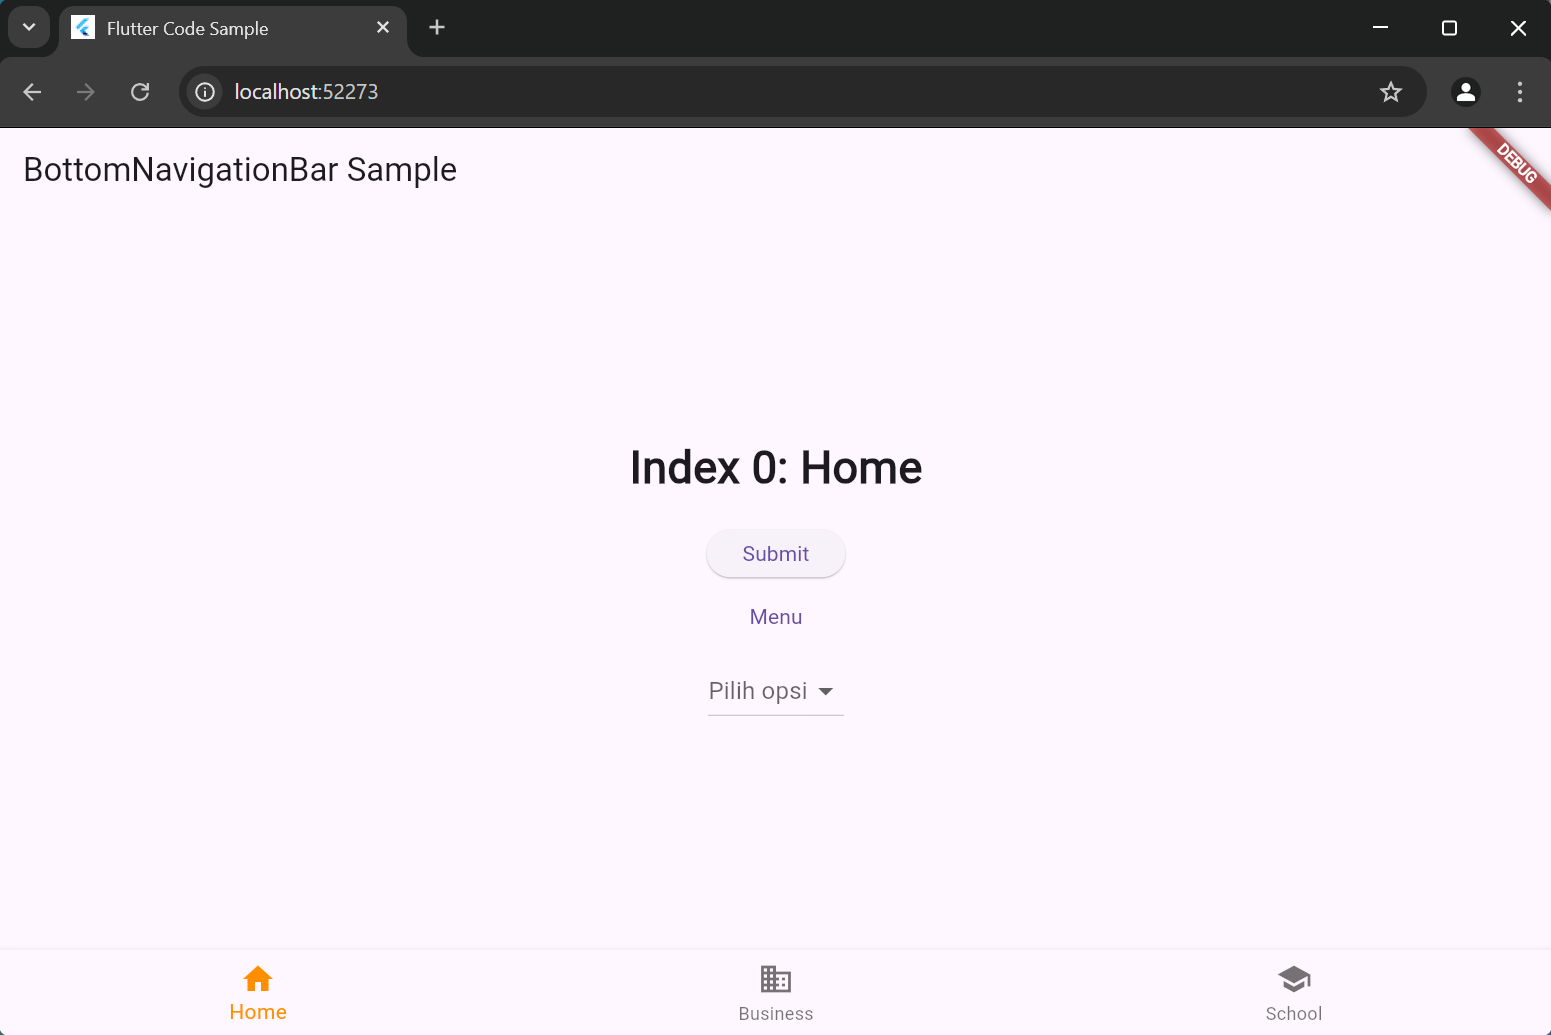 Flutter Code Sample
localhost:52273
BottomNavigationBar Sample
DEBUG
Index 0: Home
Submit
Menu
Pilih opsi
Home
Business
School